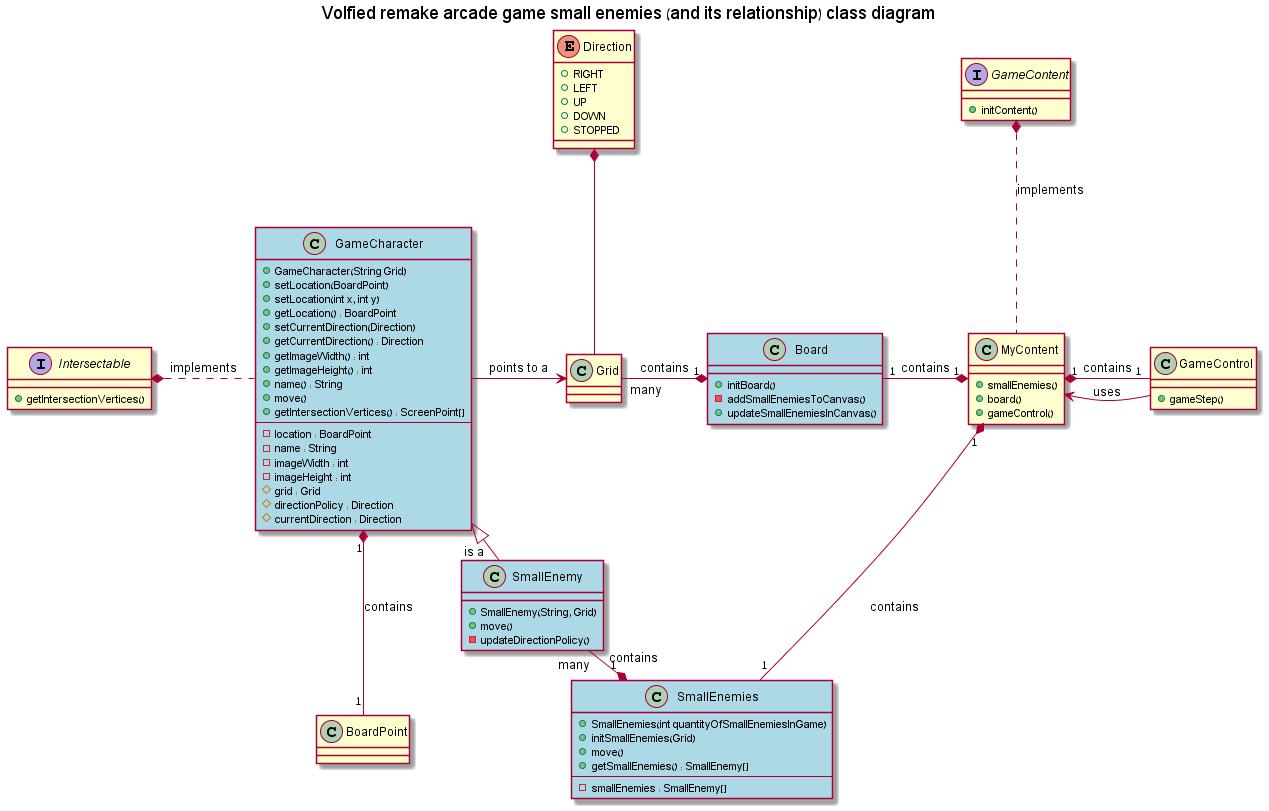 Volfied remake arcade game small enemies (and its relationship) class diagram
E Direction
RIGHT
LEFT
UP
DOWN
STOPPED
I GameContent
initContent()
implements
C GameCharacter
GameCharacter(String Grid)
setLocation(BoardPoint)
setLocation(int x, int y)
getLocation() : BoardPoint
setCurrentDirection(Direction)
getCurrentDirection() : Direction
getImageWidth() : int
getImageHeight() : int
name() : String
move()
getIntersectionVertices() : ScreenPoint[]
location : BoardPoint
name : String
imageWidth : int
imageHeight : int
grid : Grid
directionPolicy : Direction
currentDirection : Direction
I Intersectable
getIntersectionVertices()
implements
points to a
C Grid
contains 1
many
C Board
initBoard()
addSmallEnemiesToCanvas()
updateSmallEnemiesInCanvas()
1 contains 1
C MyContent
smallEnemies()
board()
gameControl()
1 contains 1
uses
C GameControl
gameStep()
1
contains
1
is a
C SmallEnemy
SmallEnemy(String, Grid)
move()
updateDirectionPolicy()
contains
many 1
1
contains
1
C BoardPoint
C SmallEnemies
SmallEnemies(int quantityOfSmallEnemiesInGame)
initSmallEnemies(Grid)
move()
getSmallEnemies() : SmallEnemy[]
smallEnemies : SmallEnemy[]